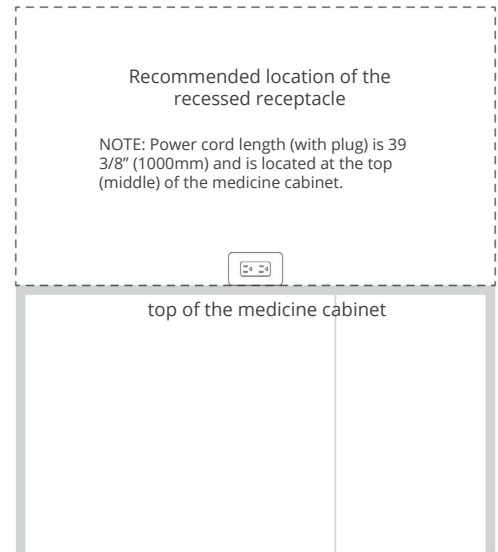 Recommended location of the
recessed receptacle
NOTE: Power cord length (with plug) is 39
3/8” (1000mm) and is located at the top
(middle) of the medicine cabinet.
top of the medicine cabinet